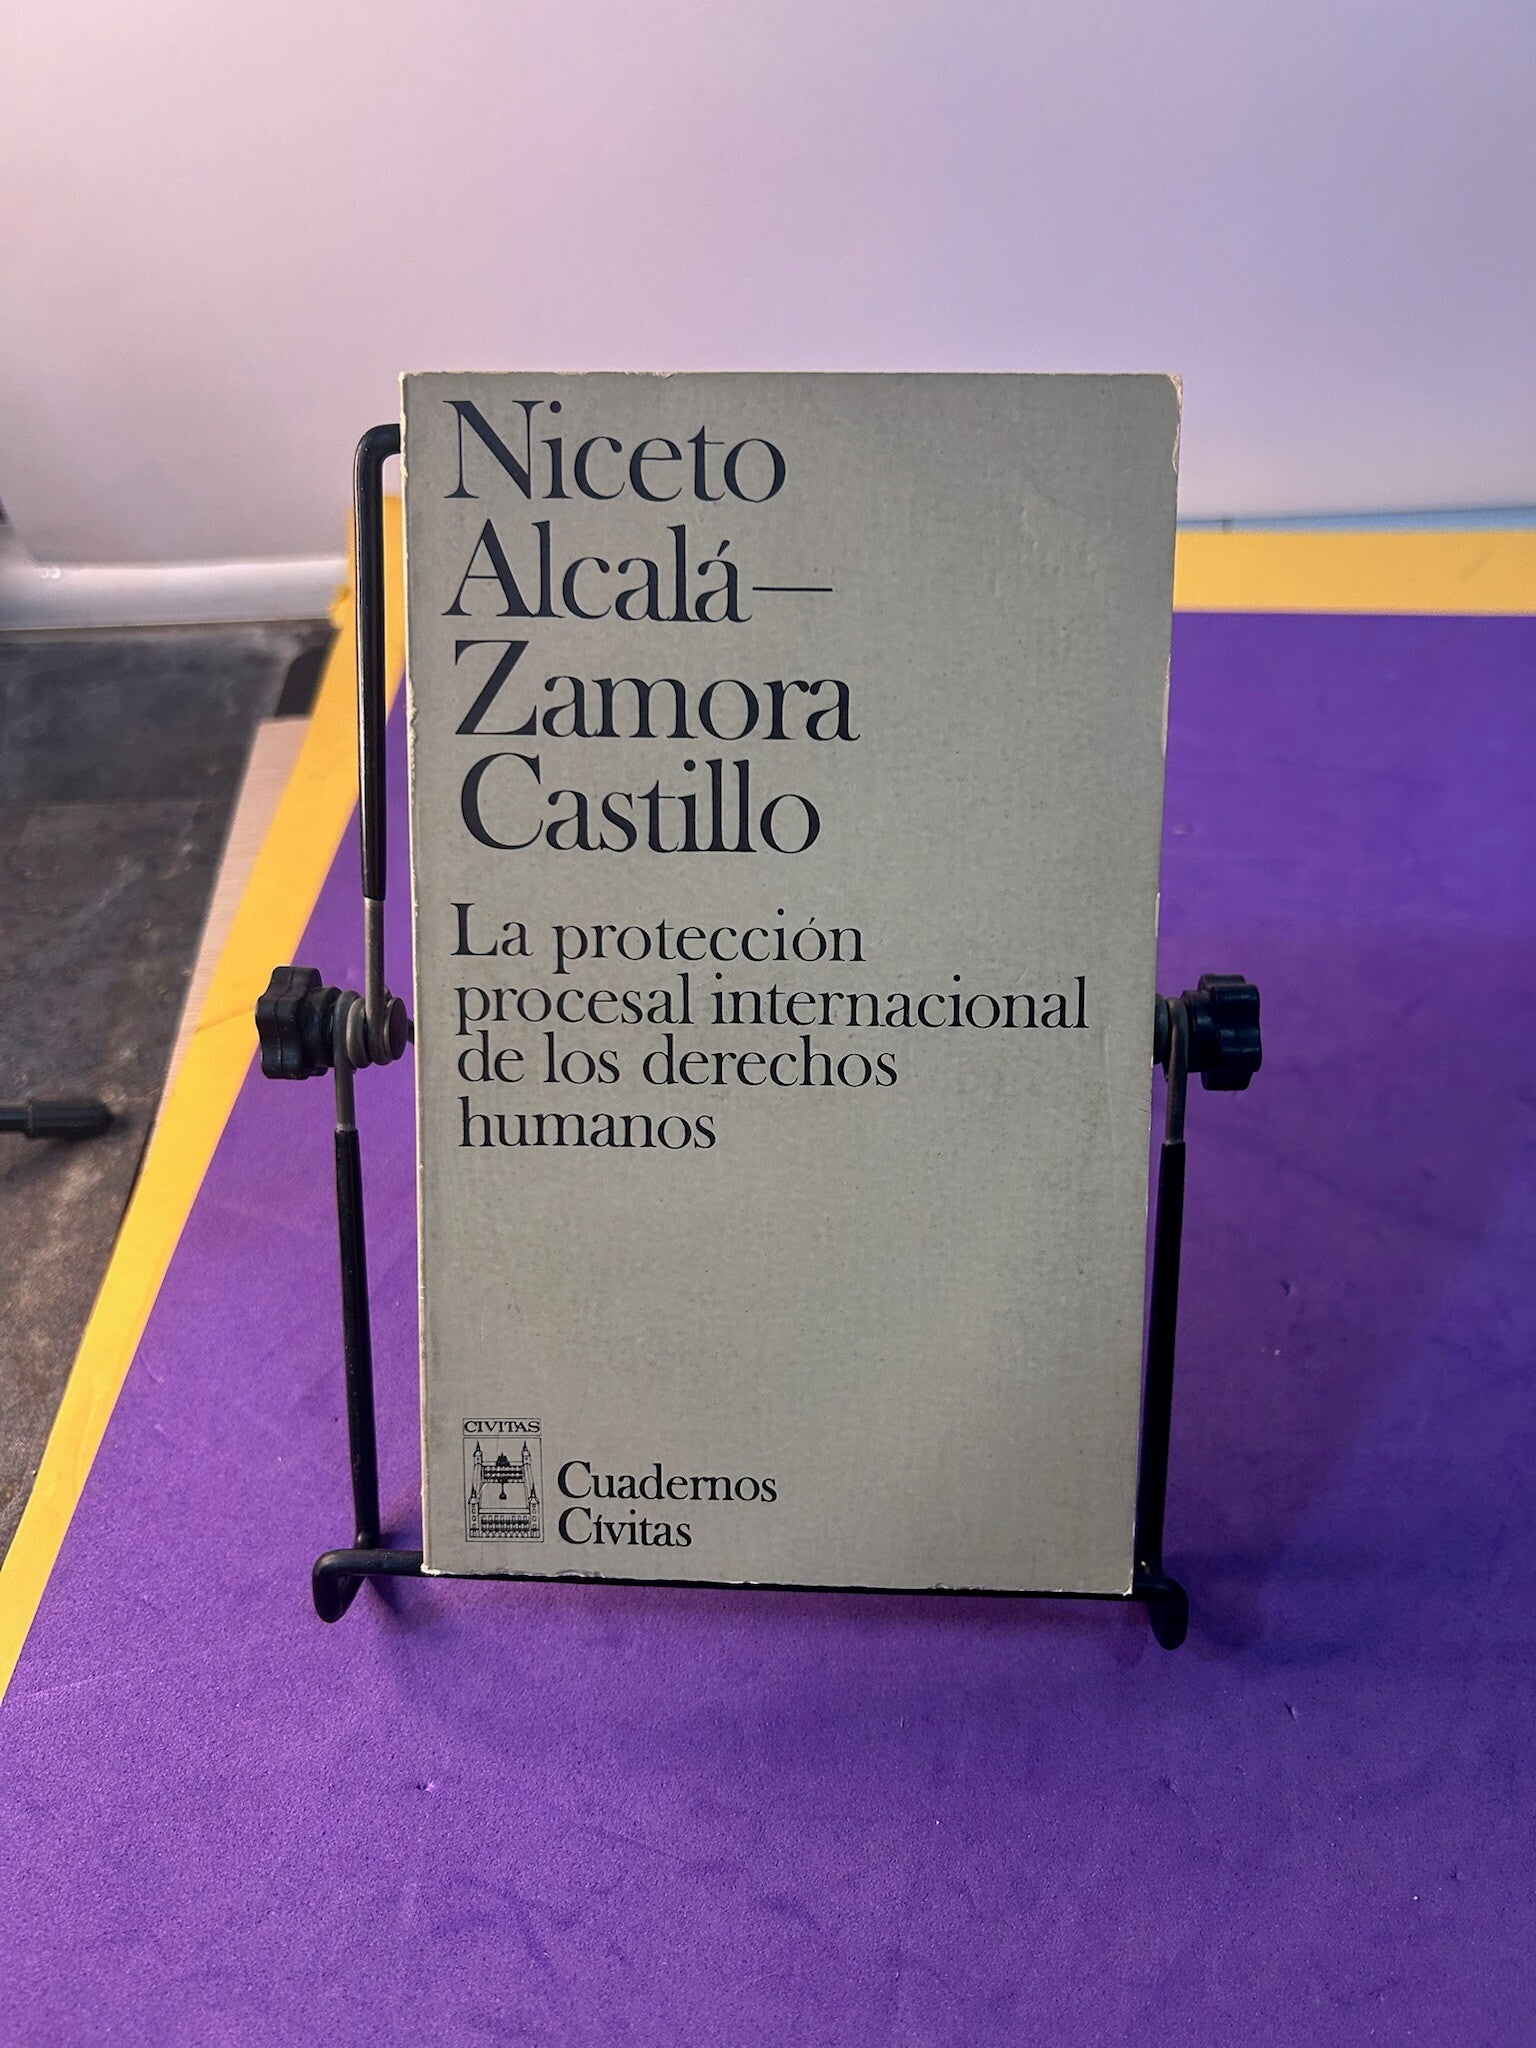 Niceto
Alcalá—
Zamora
Castillo
La protección
procesal internacional
de los derechos
humanos
CIVITAS
Cuadernos
Cívitas